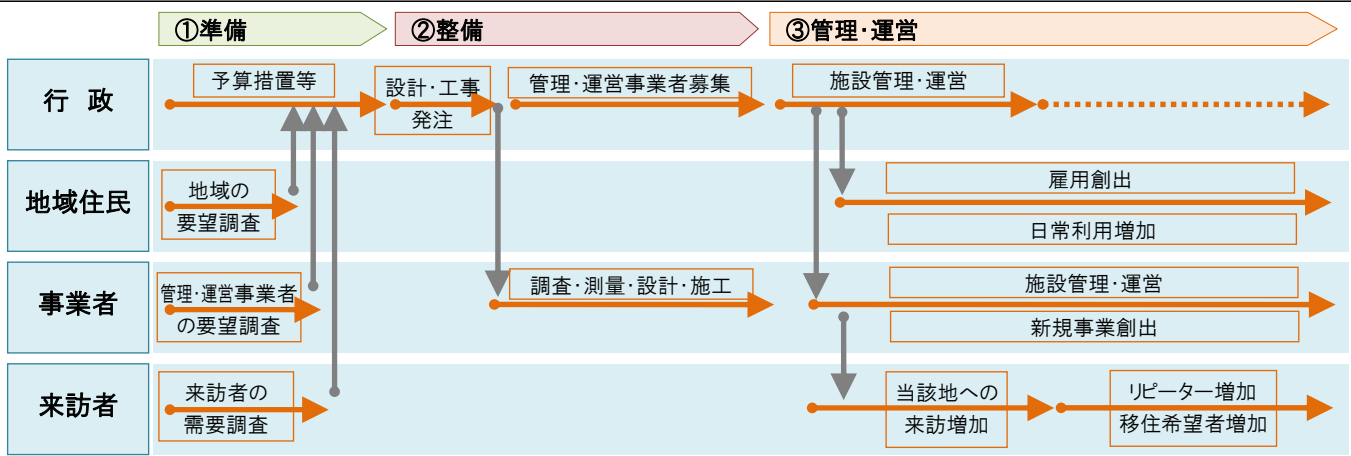 ①準備
②整備
③管理・運営
行 政
予算措置等
設計・工事
発注
管理・運営事業者募集
施設管理・運営
地域住民
地域の
要望調査
雇用創出
日常利用増加
事業者
管理・運営事業者
の要望調査
調査・測量・設計・施工
施設管理・運営
新規事業創出
来訪者
来訪者の
需要調査
当該地への
来訪増加
リピーター増加
移住希望者増加